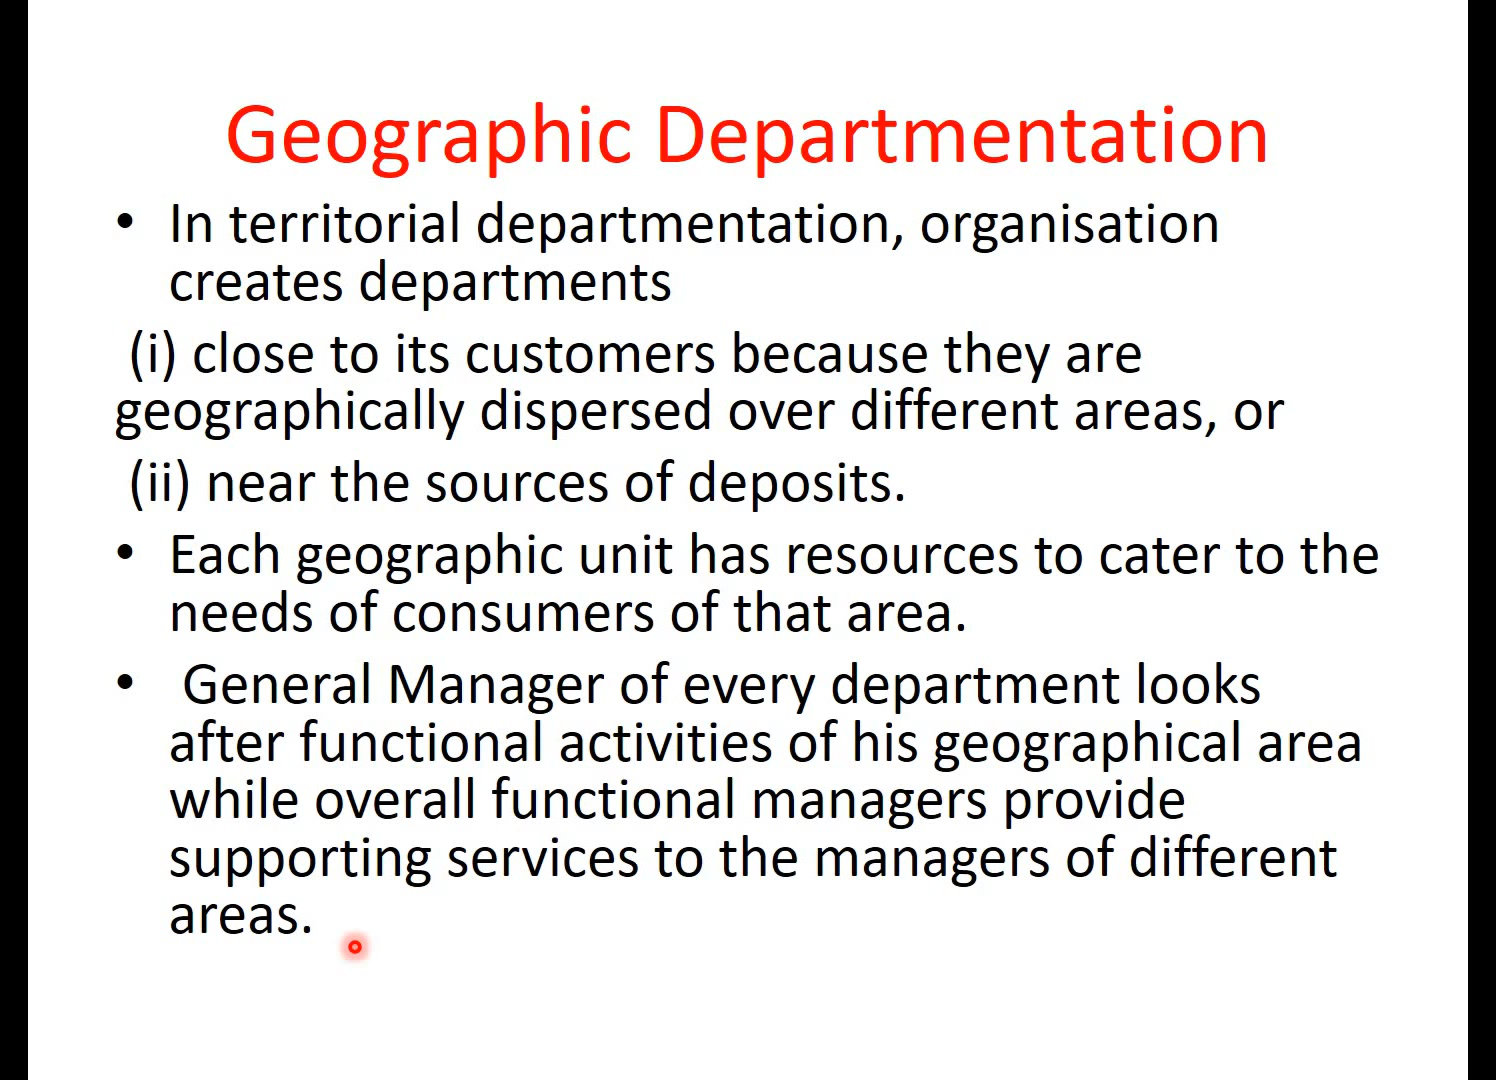 Geographic Departmentation
• In territorial departmentation, organisation
creates departments
(i) close to its customers because they are
geographically dispersed over different areas, or
(ii) near the sources of deposits.
• Each geographic unit has resources to cater to the
needs of consumers of that area.
• General Manager of every department looks
after functional activities of his geographical area
while overall functional managers provide
supporting services to the managers of different
areas.